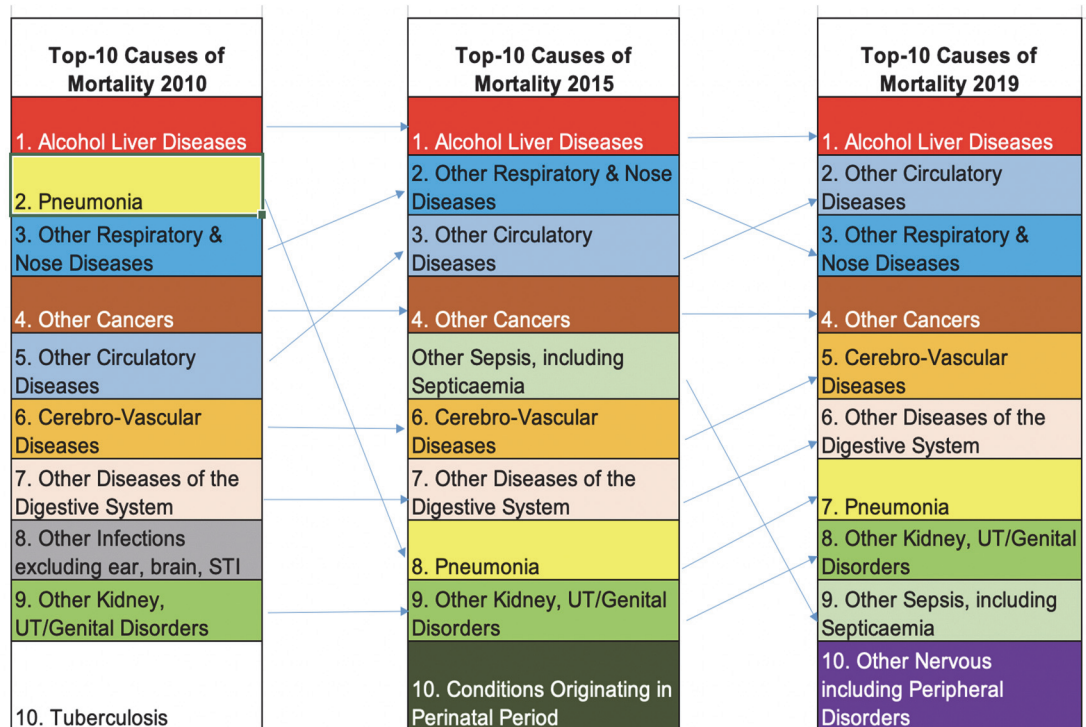 Top-10 Causes of
Mortality 2010
1. Alcohol Liver Diseases
2. Pneumonia
3. Other Respiratory &
Nose Diseases
4. Other Cancers
5. Other Circulatory
Diseases
6. Cerebro-Vascular
Diseases
7. Other Diseases of the
Digestive System
8. Other Infections
excluding ear, brain, STI
9. Other Kidney,
UT/Genital Disorders
10. Tuberculosis
Top-10 Causes of
Mortality 2015
1. Alcohol Liver Diseases
2. Other Respiratory & Nose
Diseases
3. Other Circulatory
Diseases
4. Other Cancers
Other Sepsis, including
Septicaemia
6. Cerebro-Vascular
Diseases
7. Other Diseases of the
Digestive System
8. Pneumonia
9. Other Kidney, UT/Genital
Disorders
10. Conditions Originating in
Perinatal Period
Top-10 Causes of
Mortality 2019
1. Alcohol Liver Diseases
2. Other Circulatory
Diseases
3. Other Respiratory &
Nose Diseases
4. Other Cancers
5. Cerebro-Vascular
Diseases
6. Other Diseases of the
Digestive System
7. Pneumonia
8. Other Kidney, UT/Genital
Disorders
9. Other Sepsis, including
Septicaemia
10. Other Nervous
including Peripheral
Disorders